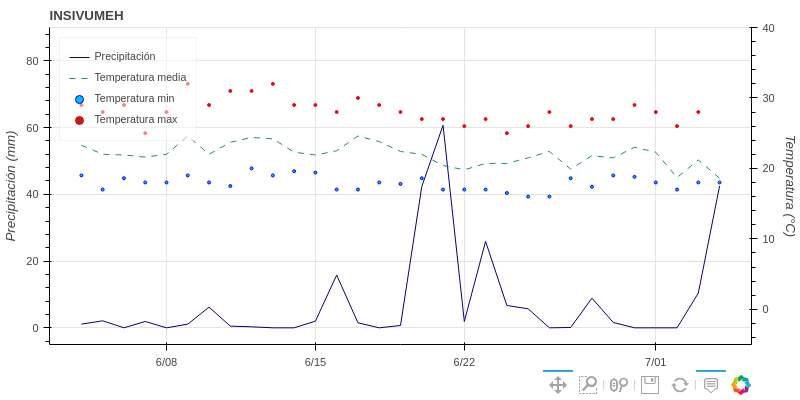 INSIVUMEH
Precipitación
Temperatura media
Temperatura min
Temperatura max
Precipitación (mm)
80
60
40
20
0
Temperatura (°C)
40
30
20
10
0
6/08
6/15
6/22
7/01